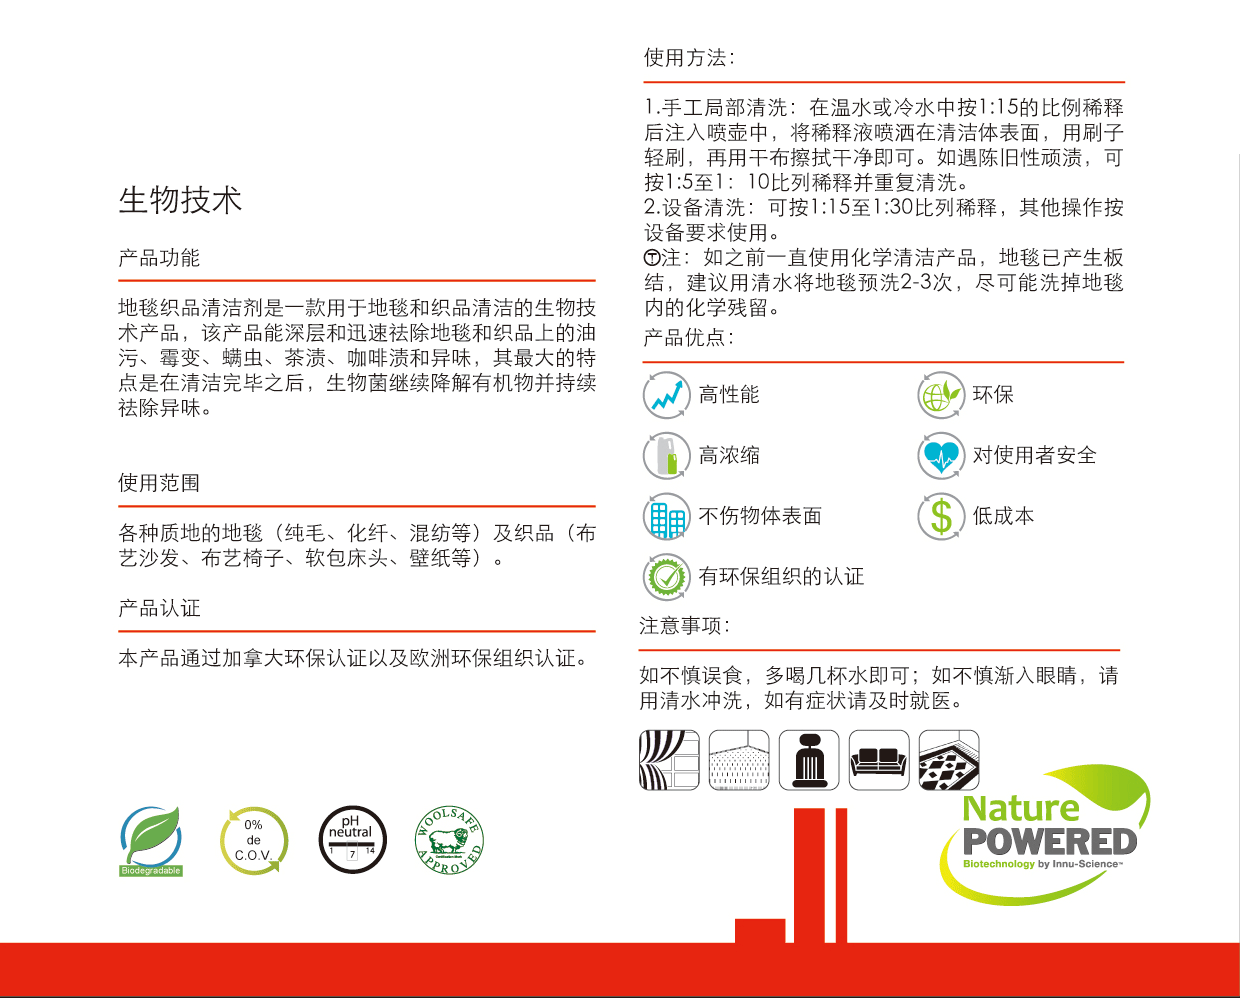 生物技术
产品功能
地毯织品清洁剂是一款用于地毯和织品清洁的生物技
术产品，该产品能深层和迅速祛除地毯和织品上的油
污、霉变、螨虫、茶渍、咖啡渍和异味，其最大的特
点是在清洁完毕之后，生物菌继续降解有机物并持续
祛除异味。
使用范围
各种质地的地毯（纯毛、化纤、混纺等）及织品（布
艺沙发、布艺椅子、软包床头、壁纸等）。
产品认证
本产品通过加拿大环保认证以及欧洲环保组织认证。
Biodegradable
0%
de
C.O.V.
pH
neutral
1 7 14
WOOLSAFE
Certification Mark
APPROVED
使用方法：
1.手工局部清洗：在温水或冷水中按1:15的比例稀释
后注入喷壶中，将稀释液喷洒在清洁体表面，用刷子
轻刷，再用干布擦拭干净即可。如遇陈旧性顽渍，可
按1:5至1：10比列稀释并重复清洗。
2.设备清洗：可按1:15至1:30比列稀释，其他操作按
设备要求使用。
Ⓣ注：如之前一直使用化学清洁产品，地毯已产生板
结，建议用清水将地毯预洗2-3次，尽可能洗掉地毯
内的化学残留。
产品优点：
高性能
环保
高浓缩
对使用者安全
不伤物体表面
低成本
有环保组织的认证
注意事项：
如不慎误食，多喝几杯水即可；如不慎渐入眼睛，请
用清水冲洗，如有症状请及时就医。
Nature
POWERED
Biotechnology by Innu-Science™